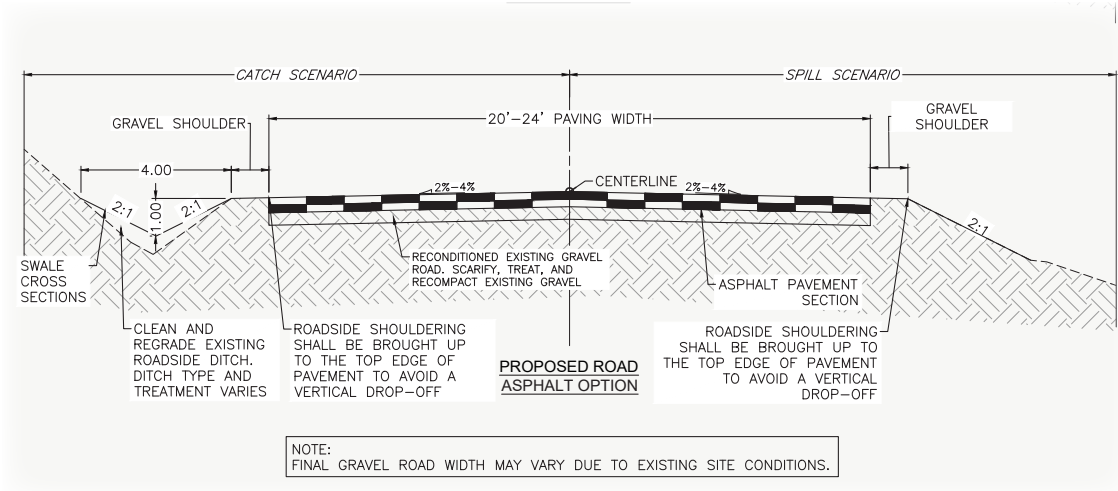 CATCH SCENARIO
SPILL SCENARIO
GRAVEL SHOULDER
20'-24' PAVING WIDTH
GRAVEL
SHOULDER
4.00
2%-4%
CENTERLINE
2%-4%
2:1
1.00
2:1
2:1
SWALE
CROSS
SECTIONS
RECONDITIONED EXISTING GRAVEL
ROAD. SCARIFY, TREAT, AND
RECOMPACT EXISTING GRAVEL
ASPHALT PAVEMENT
SECTION
CLEAN AND
REGRADE EXISTING
ROADSIDE DITCH.
DITCH TYPE AND
TREATMENT VARIES
ROADSIDE SHOULDERING
SHALL BE BROUGHT UP
TO THE TOP EDGE OF
PAVEMENT TO AVOID A
VERTICAL DROP-OFF
PROPOSED ROAD
ASPHALT OPTION
ROADSIDE SHOULDERING
SHALL BE BROUGHT UP TO
THE TOP EDGE OF PAVEMENT
TO AVOID A VERTICAL
DROP-OFF
NOTE:
FINAL GRAVEL ROAD WIDTH MAY VARY DUE TO EXISTING SITE CONDITIONS.